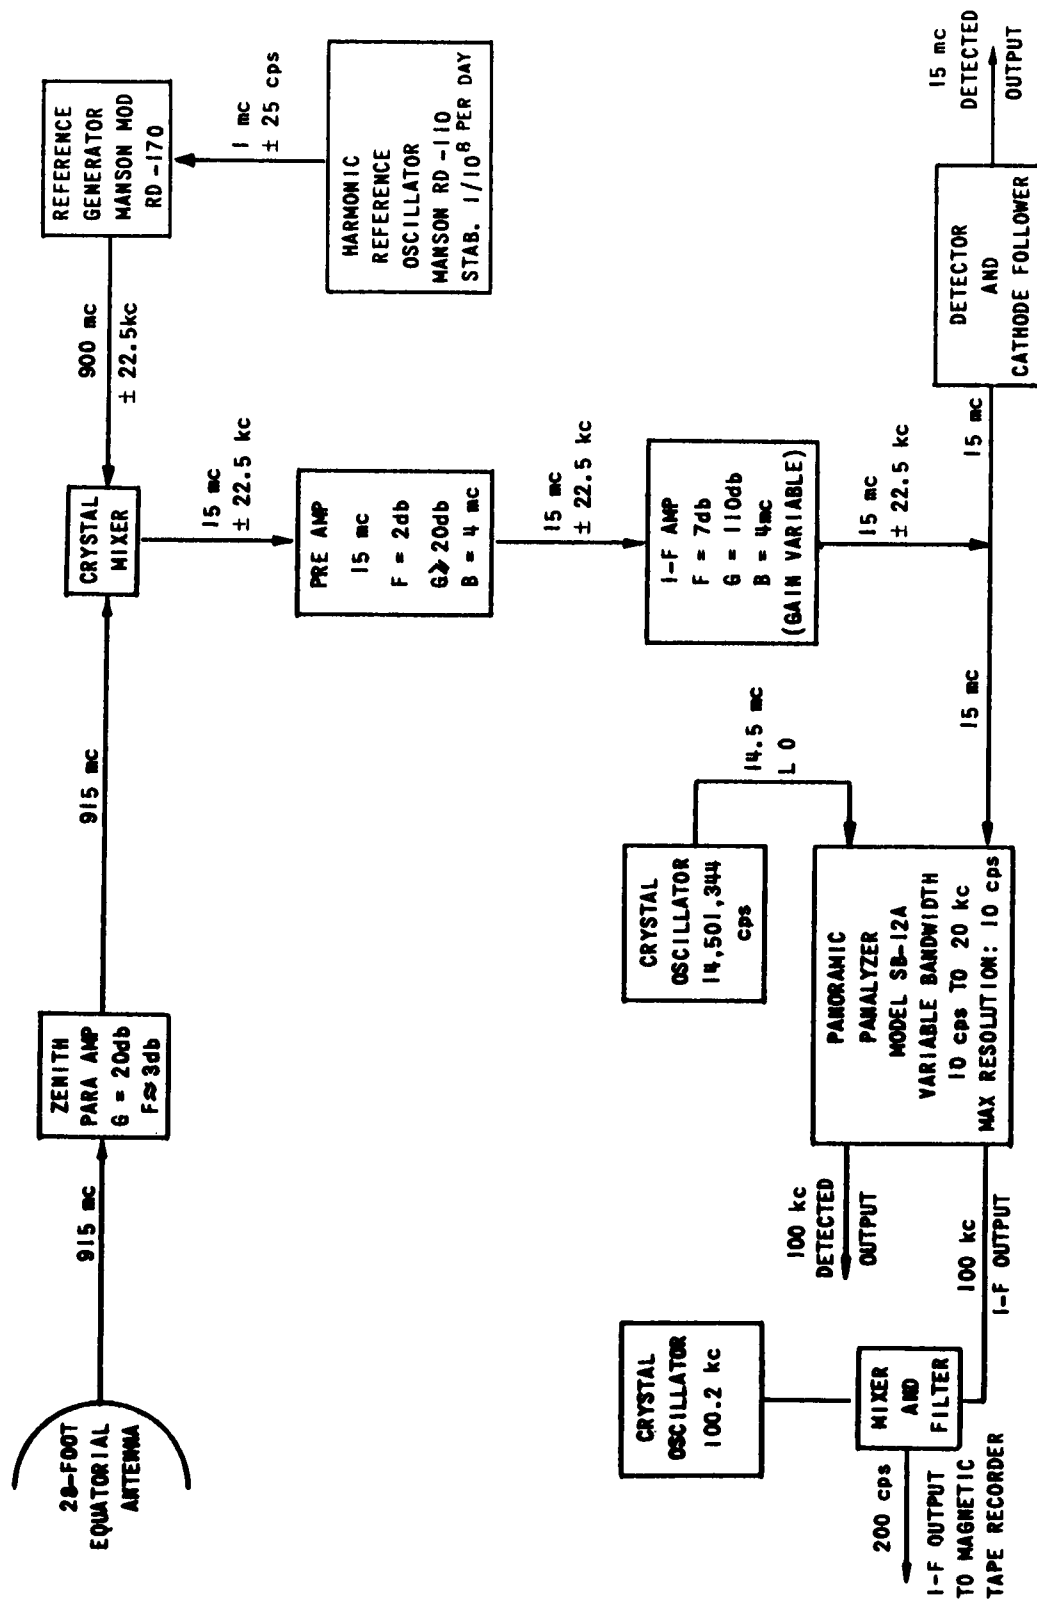 28-FOOT
EQUATORIAL
ANTENNA
915 mc
ZENITH
PARA AMP
G = 20db
F≈3db
915 mc
CRYSTAL
MIXER
900 mc
± 22.5kc
REFERENCE
GENERATOR
MANSON MOD
RD-170
1 mc
± 25 cps
HARMONIC
REFERENCE
OSCILLATOR
MANSON RD-110
STAB. 1/10⁸ PER DAY
15 mc
± 22.5 kc
PRE AMP
15 mc
F = 2db
G≥20db
B = 4 mc
15 mc
± 22.5 kc
I-F AMP
F = 7db
G = 110db
B = 4mc
(GAIN VARIABLE)
15 mc
± 22.5 kc
15 mc
DETECTOR
AND
CATHODE FOLLOWER
15 mc
DETECTED
OUTPUT
15 mc
CRYSTAL
OSCILLATOR
14,501,344
cps
14.5 mc
L O
PANORAMIC
PANALYZER
MODEL SB-12A
VARIABLE BANDWIDTH
10 cps TO 20 kc
MAX RESOLUTION: 10 cps
100 kc
DETECTED
OUTPUT
100 kc
I-F OUTPUT
CRYSTAL
OSCILLATOR
100.2 kc
MIXER
AND
FILTER
200 cps
I-F OUTPUT
TO MAGNETIC
TAPE RECORDER